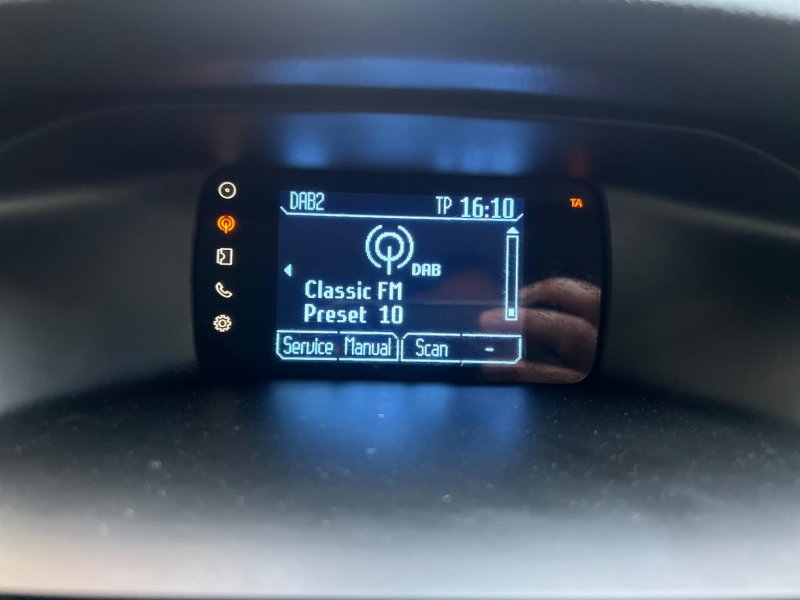 DAB2 TP 16:10 TA
DAB
Classic FM
Preset 10
Service Manual Scan -